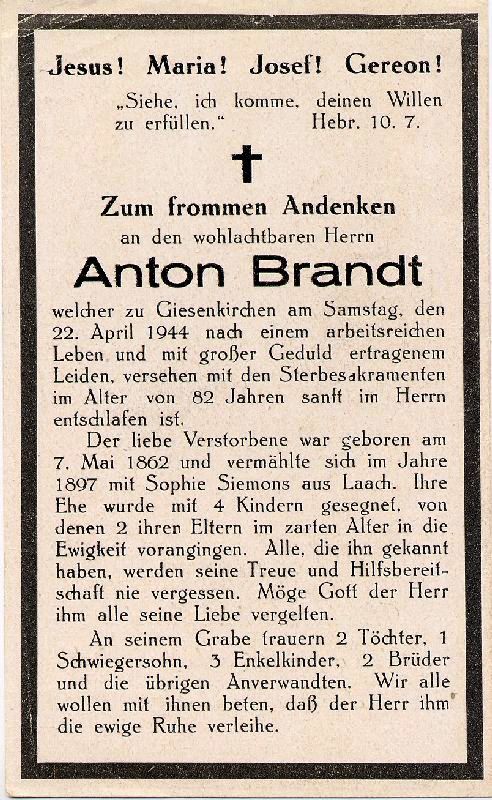 Jesus! Maria! Josef! Gereon!
„Siehe, ich komme, deinen Willen
zu erfüllen.“ Hebr. 10. 7.
Zum frommen Andenken
an den wohlachtbaren Herrn
Anton Brandt
welcher zu Giesenkirchen am Samstag, den
22. April 1944 nach einem arbeitsreichen
Leben und mit großer Geduld ertragenem
Leiden, versehen mit den Sterbesakramenten
im Alter von 82 Jahren sanft im Herrn
entschlafen ist.
Der liebe Verstorbene war geboren am
7. Mai 1862 und vermählte sich im Jahre
1897 mit Sophie Siemons aus Laach. Ihre
Ehe wurde mit 4 Kindern gesegnet, von
denen 2 ihren Eltern im zarten Alter in die
Ewigkeit vorangingen. Alle, die ihn gekannt
haben, werden seine Treue und Hilfsbereit-
schaft nie vergessen. Möge Gott der Herr
ihm alle seine Liebe vergelten.
An seinem Grabe trauern 2 Töchter, 1
Schwiegersohn, 3 Enkelkinder, 2 Brüder
und die übrigen Anverwandten. Wir alle
wollen mit ihnen beten, daß der Herr ihm
die ewige Ruhe verleihe.